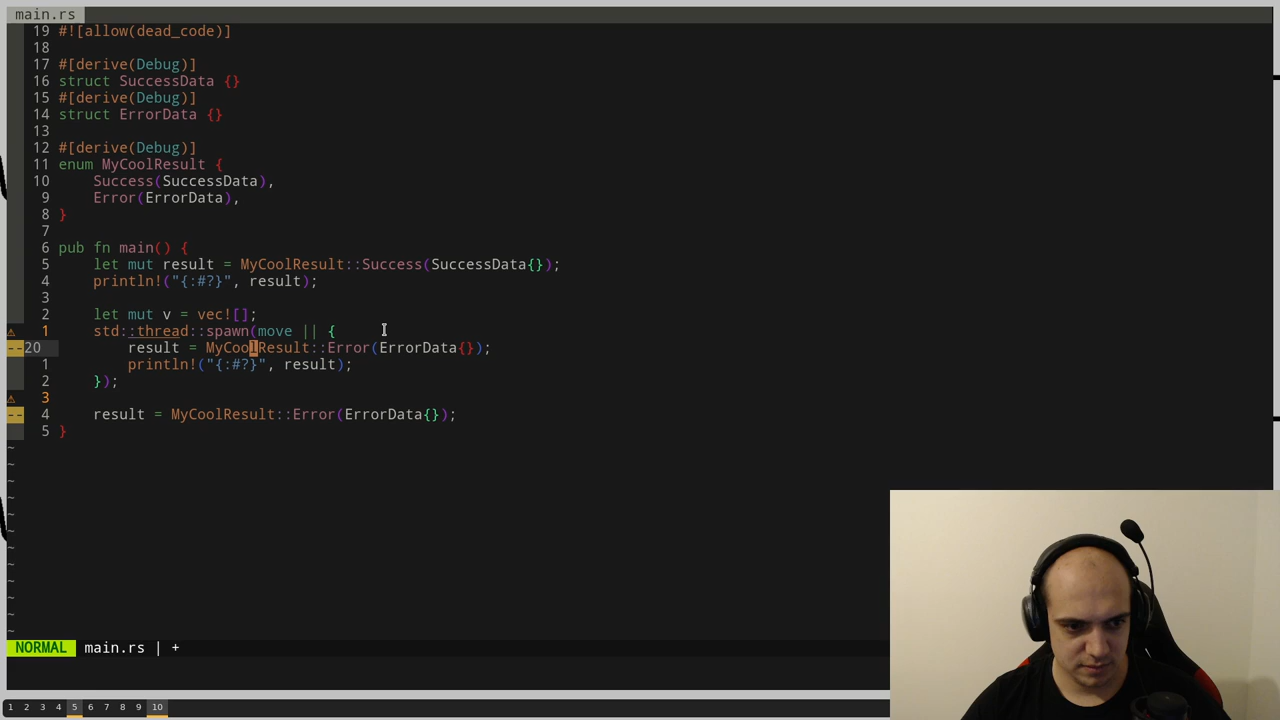 main.rs
19 #![allow(dead_code)]
18
17 #[derive(Debug)]
16 struct SuccessData {}
15 #[derive(Debug)]
14 struct ErrorData {}
13
12 #[derive(Debug)]
11 enum MyCoolResult {
10     Success(SuccessData),
9     Error(ErrorData),
8 }
7
6 pub fn main() {
5     let mut result = MyCoolResult::Success(SuccessData{});
4     println!("{:#?}", result);
3
2     let mut v = vec![];
⚠ 1     std::thread::spawn(move || {
--20         result = MyCoolResult::Error(ErrorData{});
1         println!("{:#?}", result);
2     });
⚠ 3
-- 4     result = MyCoolResult::Error(ErrorData{});
5 }
~
~
~
~
~
~
~
~
~
~
~
~
NORMAL main.rs | +
1 2 3 4 5 6 7 8 9 10